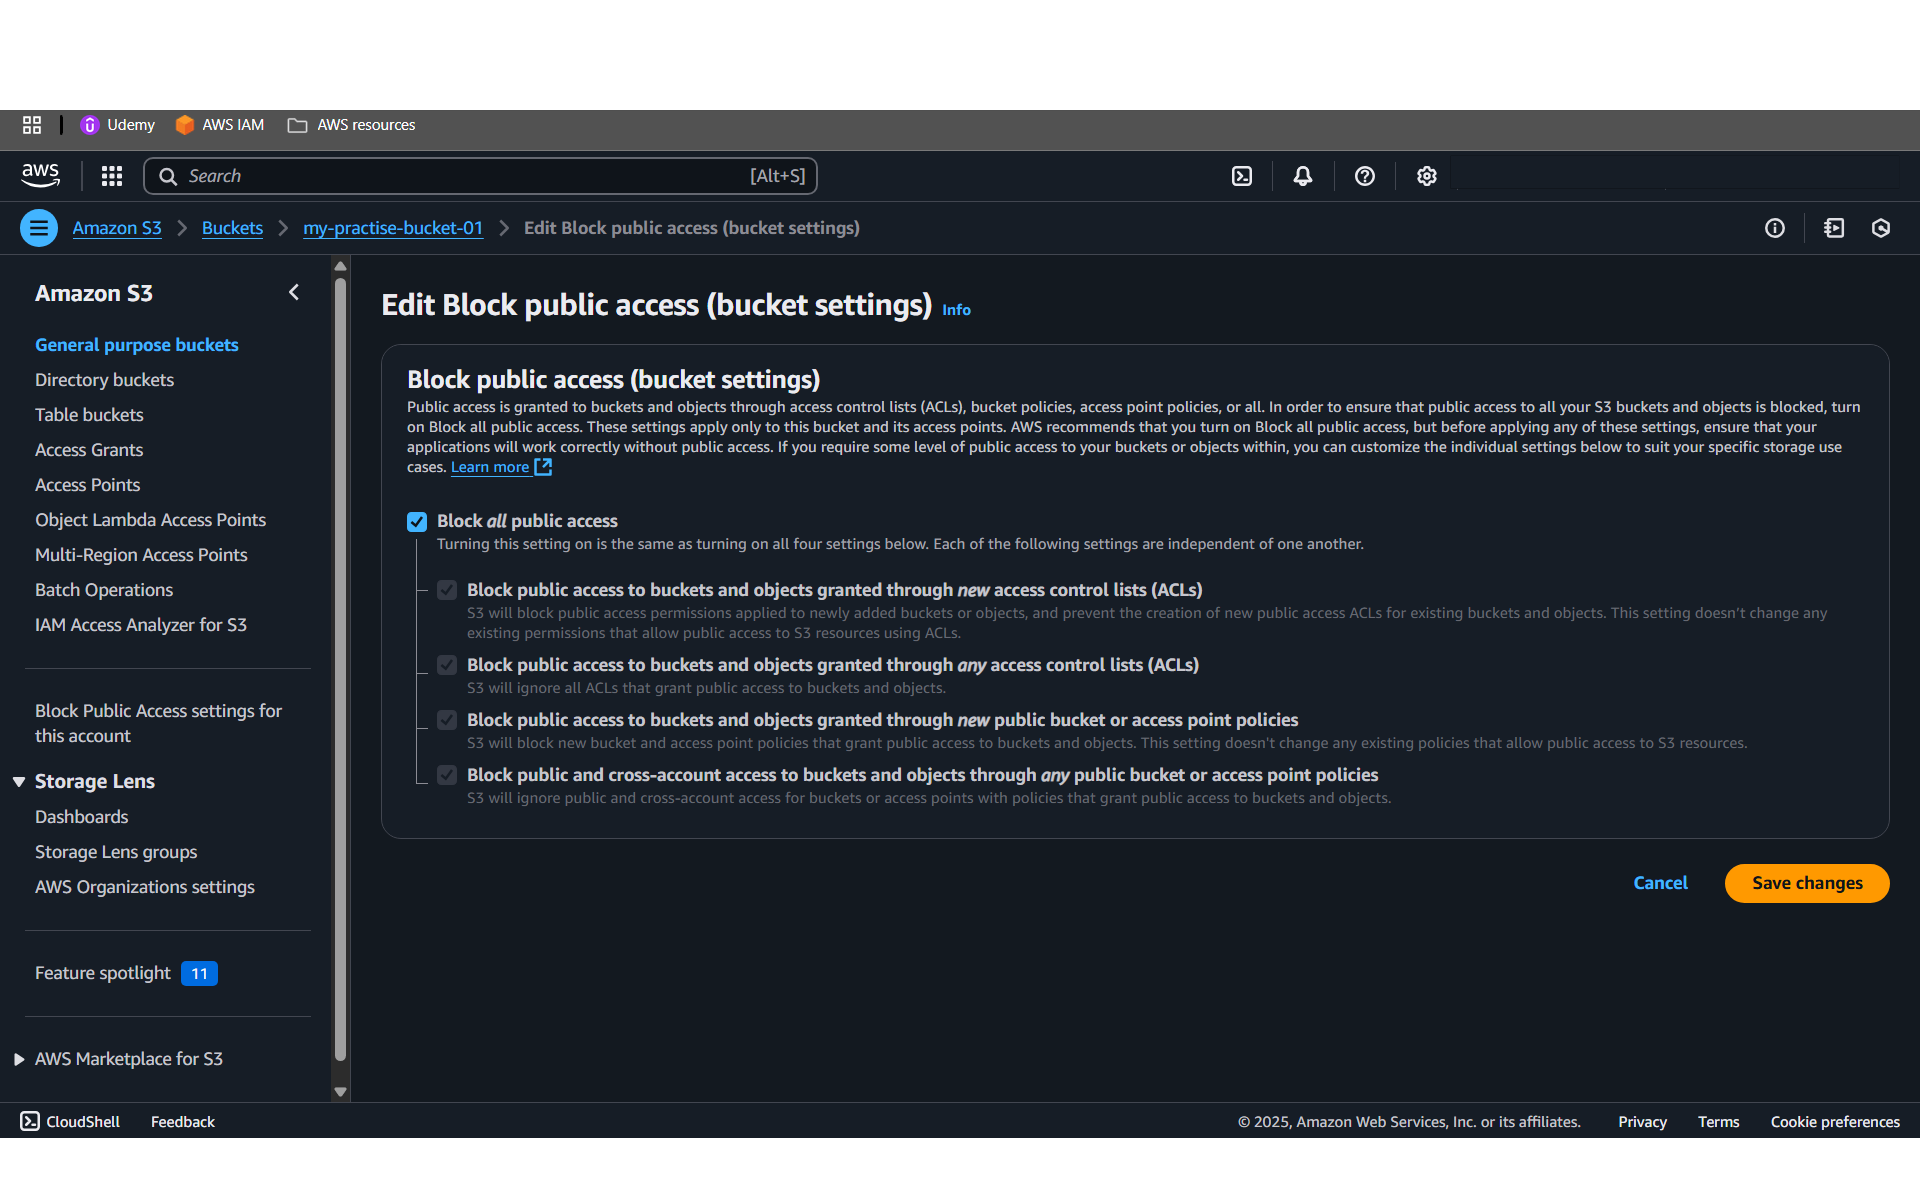 Udemy
AWS IAM
AWS resources
aws
Search
[Alt+S]
Amazon S3
Buckets
my-practise-bucket-01
Edit Block public access (bucket settings)
Amazon S3
General purpose buckets
Directory buckets
Table buckets
Access Grants
Access Points
Object Lambda Access Points
Multi-Region Access Points
Batch Operations
IAM Access Analyzer for S3
Block Public Access settings for
this account
Storage Lens
Dashboards
Storage Lens groups
AWS Organizations settings
Feature spotlight 11
AWS Marketplace for S3
Edit Block public access (bucket settings) Info
Block public access (bucket settings)
Public access is granted to buckets and objects through access control lists (ACLs), bucket policies, access point policies, or all. In order to ensure that public access to all your S3 buckets and objects is blocked, turn
on Block all public access. These settings apply only to this bucket and its access points. AWS recommends that you turn on Block all public access, but before applying any of these settings, ensure that your
applications will work correctly without public access. If you require some level of public access to your buckets or objects within, you can customize the individual settings below to suit your specific storage use
cases. Learn more
Block all public access
Turning this setting on is the same as turning on all four settings below. Each of the following settings are independent of one another.
Block public access to buckets and objects granted through new access control lists (ACLs)
S3 will block public access permissions applied to newly added buckets or objects, and prevent the creation of new public access ACLs for existing buckets and objects. This setting doesn't change any
existing permissions that allow public access to S3 resources using ACLs.
Block public access to buckets and objects granted through any access control lists (ACLs)
S3 will ignore all ACLs that grant public access to buckets and objects.
Block public access to buckets and objects granted through new public bucket or access point policies
S3 will block new bucket and access point policies that grant public access to buckets and objects. This setting doesn't change any existing policies that allow public access to S3 resources.
Block public and cross-account access to buckets and objects through any public bucket or access point policies
S3 will ignore public and cross-account access for buckets or access points with policies that grant public access to buckets and objects.
Cancel
Save changes
CloudShell
Feedback
© 2025, Amazon Web Services, Inc. or its affiliates.
Privacy
Terms
Cookie preferences